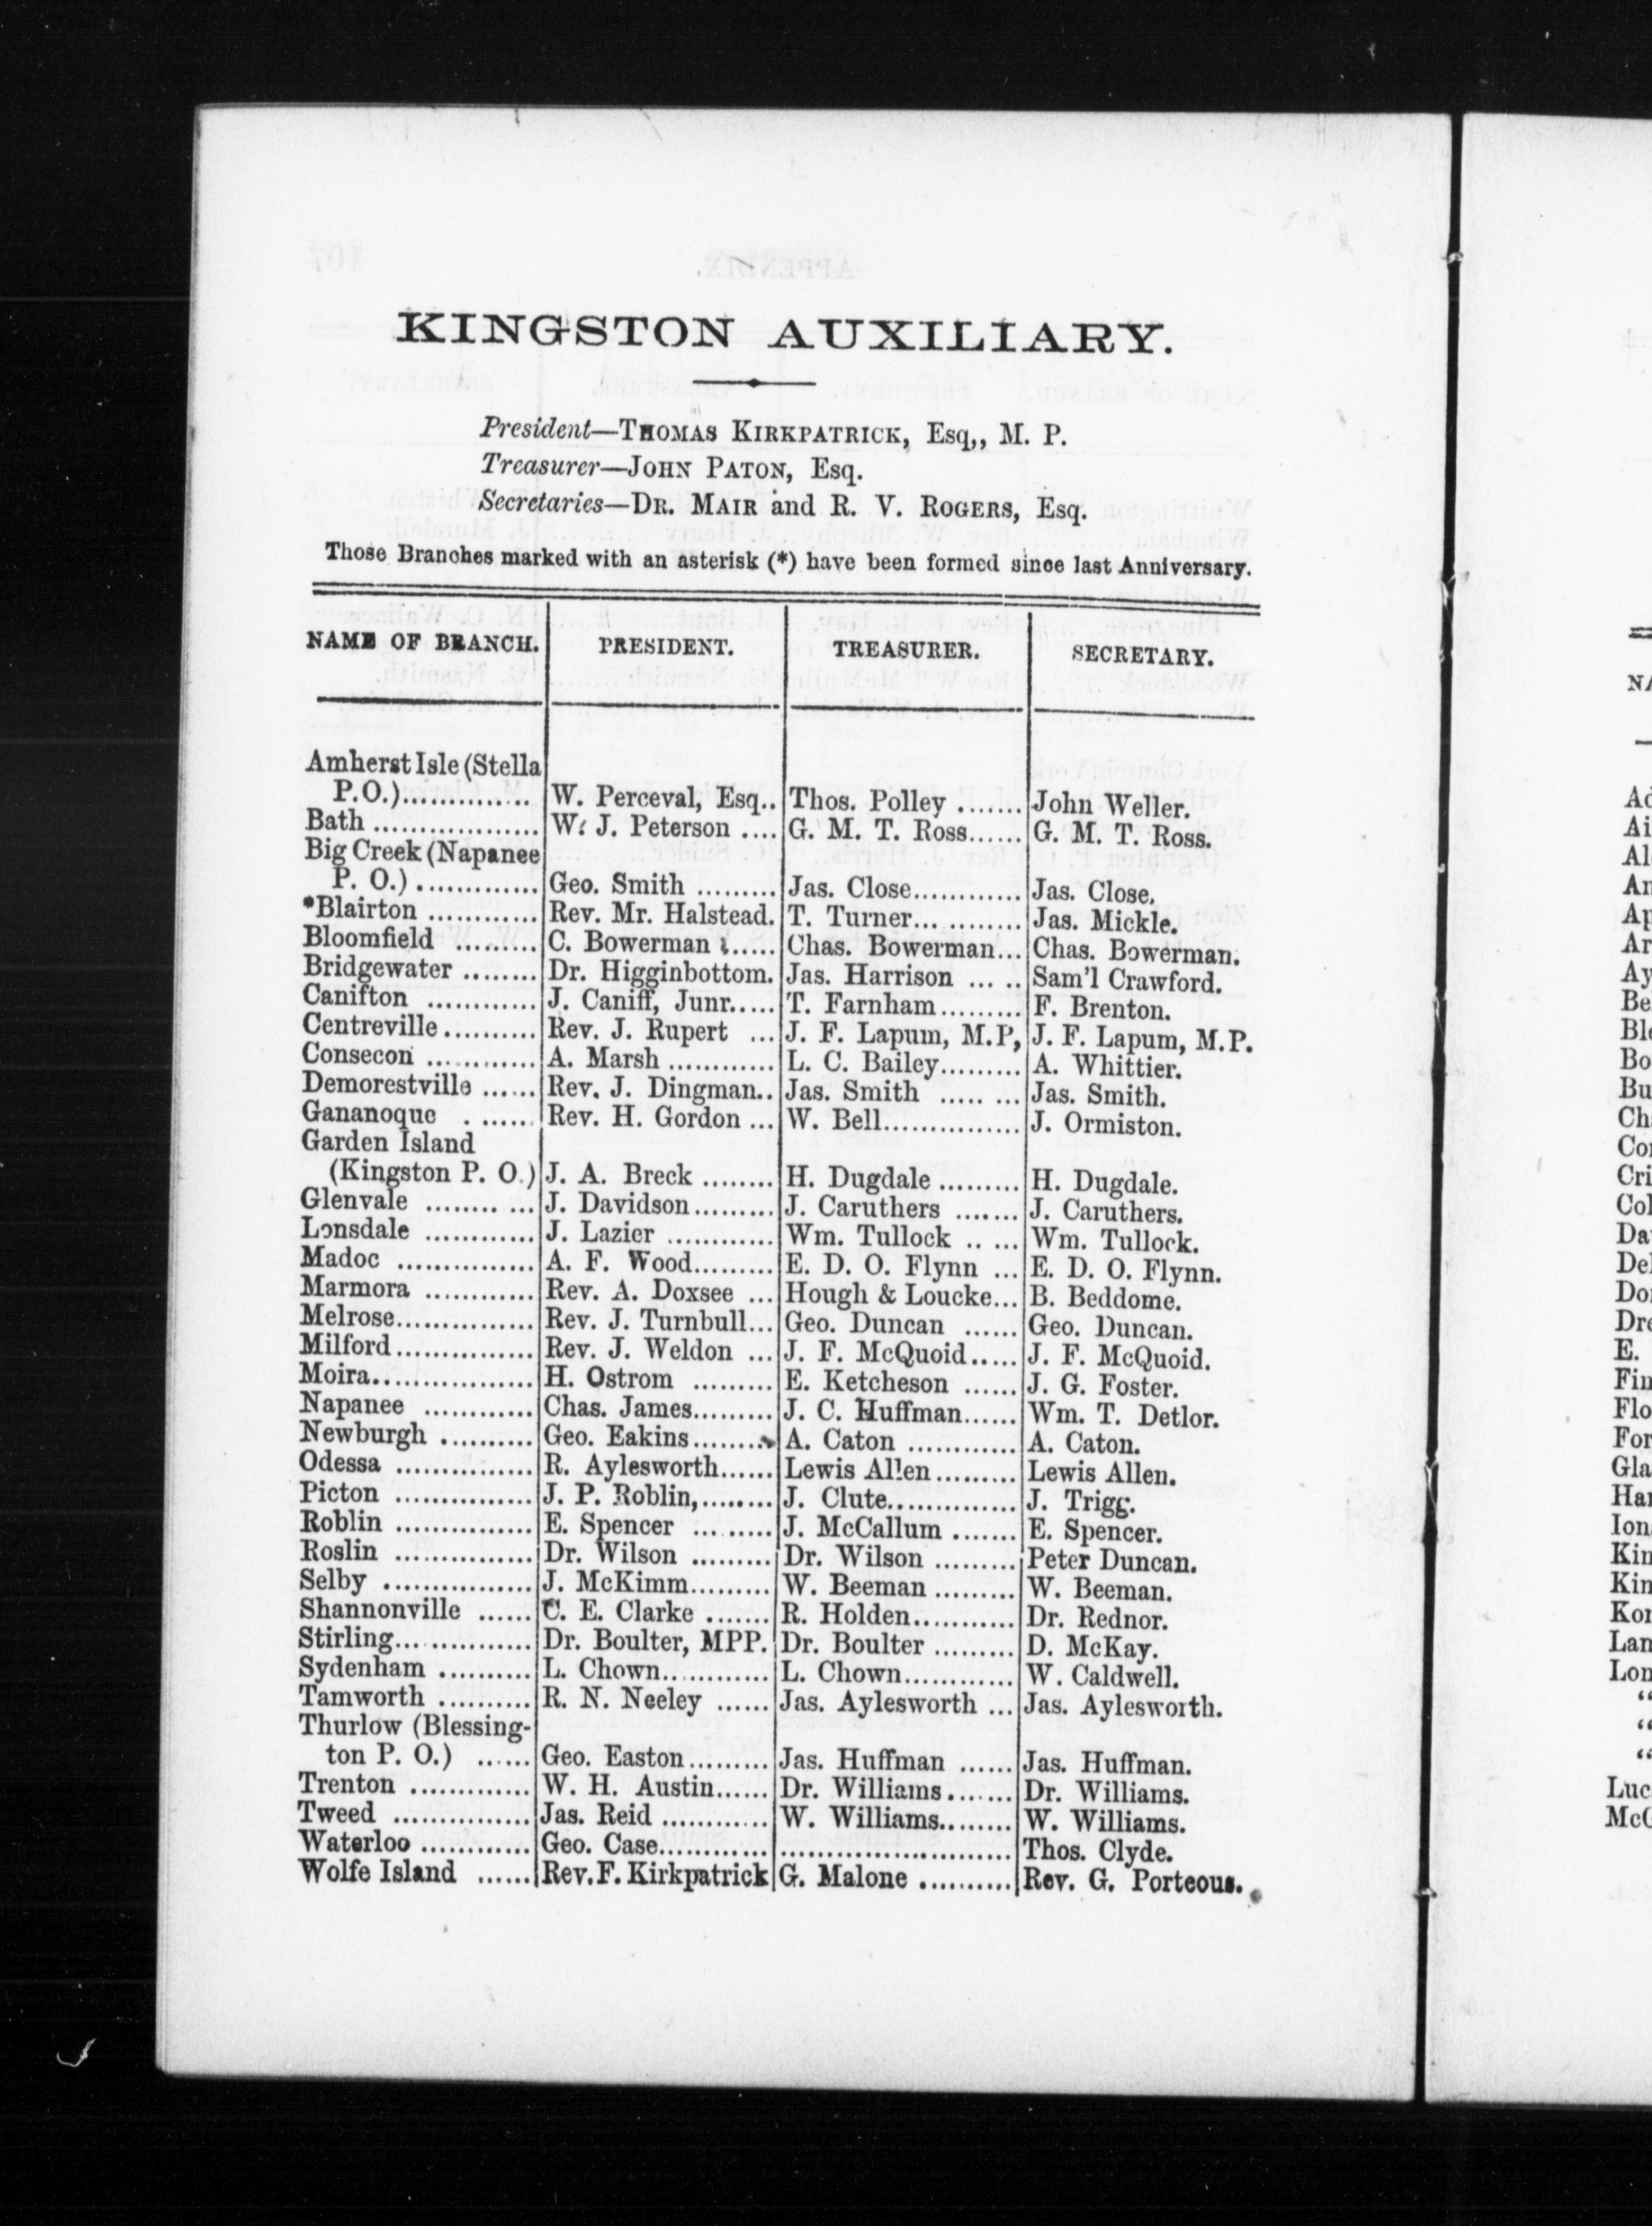 KINGSTON AUXILIARY.
President—THOMAS KIRKPATRICK, Esq,, M. P.
Treasurer—JOHN PATON, Esq.
Secretaries—DR. MAIR and R. V. ROGERS, Esq.
Those Branches marked with an asterisk (*) have been formed since last Anniversary.
NAME OF BRANCH. PRESIDENT. TREASURER. SECRETARY.
Amherst Isle (Stella
P.O.).............. W. Perceval, Esq.. Thos. Polley ....... John Weller.
Bath .................. W. J. Peterson .... G. M. T. Ross...... G. M. T. Ross.
Big Creek (Napanee
P. O.) ............. Geo. Smith ......... Jas. Close............ Jas. Close.
*Blairton ............ Rev. Mr. Halstead. T. Turner............ Jas. Mickle.
Bloomfield ......... C. Bowerman ...... Chas. Bowerman... Chas. Bowerman.
Bridgewater ........ Dr. Higginbottom. Jas. Harrison ... .. Sam'l Crawford.
Canifton ............ J. Caniff, Junr..... T. Farnham......... F. Brenton.
Centreville.......... Rev. J. Rupert ... J. F. Lapum, M.P, J. F. Lapum, M.P.
Consecon ............ A. Marsh ............ L. C. Bailey......... A. Whittier.
Demorestville ...... Rev. J. Dingman.. Jas. Smith ..... ... Jas. Smith.
Gananoque . ...... Rev. H. Gordon ... W. Bell............... J. Ormiston.
Garden Island
(Kingston P. O.) J. A. Breck ........ H. Dugdale ......... H. Dugdale.
Glenvale ........ ... J. Davidson......... J. Caruthers ....... J. Caruthers.
Lonsdale ............ J. Lazier ............ Wm. Tullock .. ... Wm. Tullock.
Madoc ............... A. F. Wood......... E. D. O. Flynn ... E. D. O. Flynn.
Marmora ............ Rev. A. Doxsee ... Hough & Loucke... B. Beddome.
Melrose............... Rev. J. Turnbull... Geo. Duncan ...... Geo. Duncan.
Milford............... Rev. J. Weldon ... J. F. McQuoid..... J. F. McQuoid.
Moira.................. H. Ostrom ......... E. Ketcheson ...... J. G. Foster.
Napanee ............ Chas. James......... J. C. Huffman...... Wm. T. Detlor.
Newburgh .......... Geo. Eakins......... A. Caton ............ A. Caton.
Odessa ............... R. Aylesworth...... Lewis Allen......... Lewis Allen.
Picton ............... J. P. Roblin,........ J. Clute.............. J. Trigg.
Roblin ............... E. Spencer ... ...... J. McCallum ....... E. Spencer.
Roslin ............... Dr. Wilson ......... Dr. Wilson ......... Peter Duncan.
Selby ................ J. McKimm......... W. Beeman ......... W. Beeman.
Shannonville ...... C. E. Clarke ....... R. Holden........... Dr. Rednor.
Stirling............... Dr. Boulter, MPP. Dr. Boulter ......... D. McKay.
Sydenham .......... L. Chown............ L. Chown............ W. Caldwell.
Tamworth .......... R. N. Neeley ...... Jas. Aylesworth ... Jas. Aylesworth.
Thurlow (Blessing-
ton P. O.) ...... Geo. Easton......... Jas. Huffman ...... Jas. Huffman.
Trenton ............. W. H. Austin...... Dr. Williams....... Dr. Williams.
Tweed ............... Jas. Reid ............ W. Williams........ W. Williams.
Waterloo ............ Geo. Case............ .......................... Thos. Clyde.
Wolfe Island ...... Rev. F. Kirkpatrick G. Malone .......... Rev. G. Porteous.